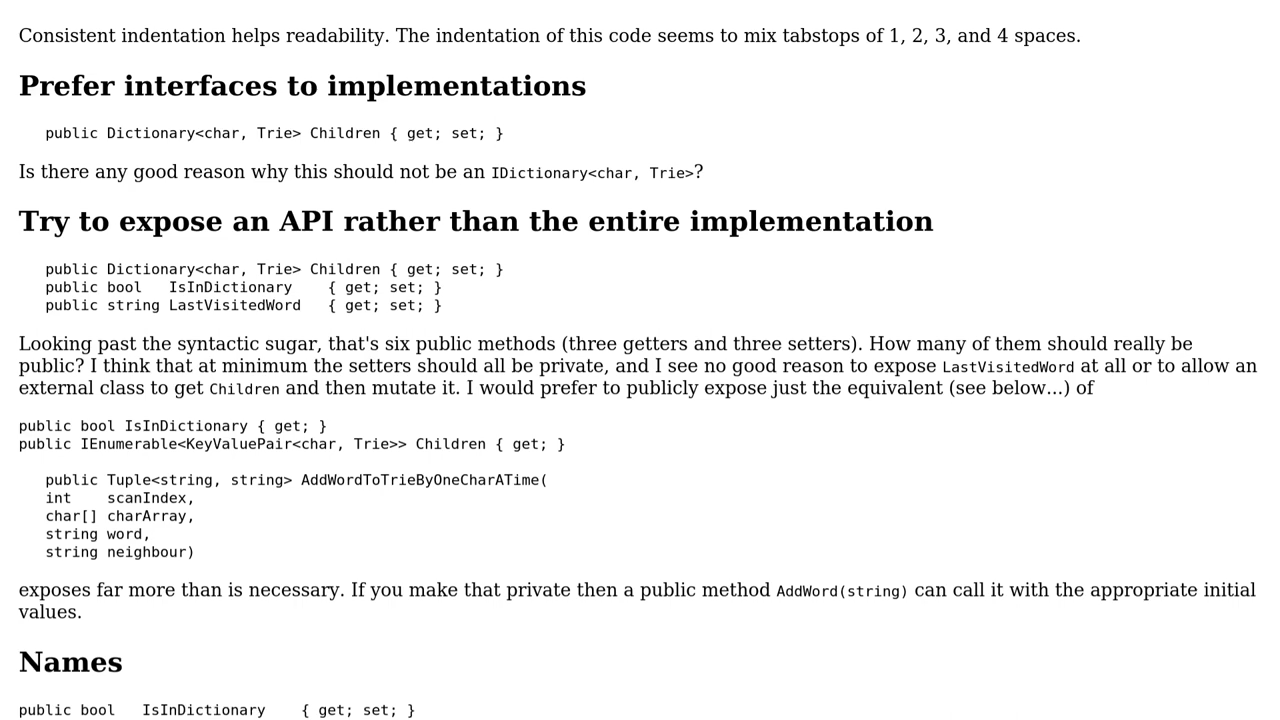 Consistent indentation helps readability. The indentation of this code seems to mix tabstops of 1, 2, 3, and 4 spaces.
Prefer interfaces to implementations
public Dictionary<char, Trie> Children { get; set; }
Is there any good reason why this should not be an IDictionary<char, Trie>?
Try to expose an API rather than the entire implementation
public Dictionary<char, Trie> Children { get; set; }
public bool   IsInDictionary    { get; set; }
public string LastVisitedWord   { get; set; }
Looking past the syntactic sugar, that's six public methods (three getters and three setters). How many of them should really be
public? I think that at minimum the setters should all be private, and I see no good reason to expose LastVisitedWord at all or to allow an
external class to get Children and then mutate it. I would prefer to publicly expose just the equivalent (see below...) of
public bool IsInDictionary { get; }
public IEnumerable<KeyValuePair<char, Trie>> Children { get; }
public Tuple<string, string> AddWordToTrieByOneCharATime(
int    scanIndex,
char[] charArray,
string word,
string neighbour)
exposes far more than is necessary. If you make that private then a public method AddWord(string) can call it with the appropriate initial
values.
Names
public bool   IsInDictionary    { get; set; }